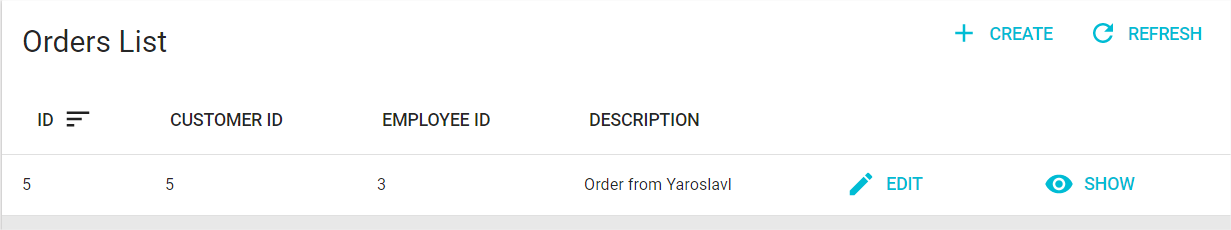 Orders List
CREATE
REFRESH
ID CUSTOMER ID EMPLOYEE ID DESCRIPTION
5 5 3 Order from Yaroslavl EDIT SHOW